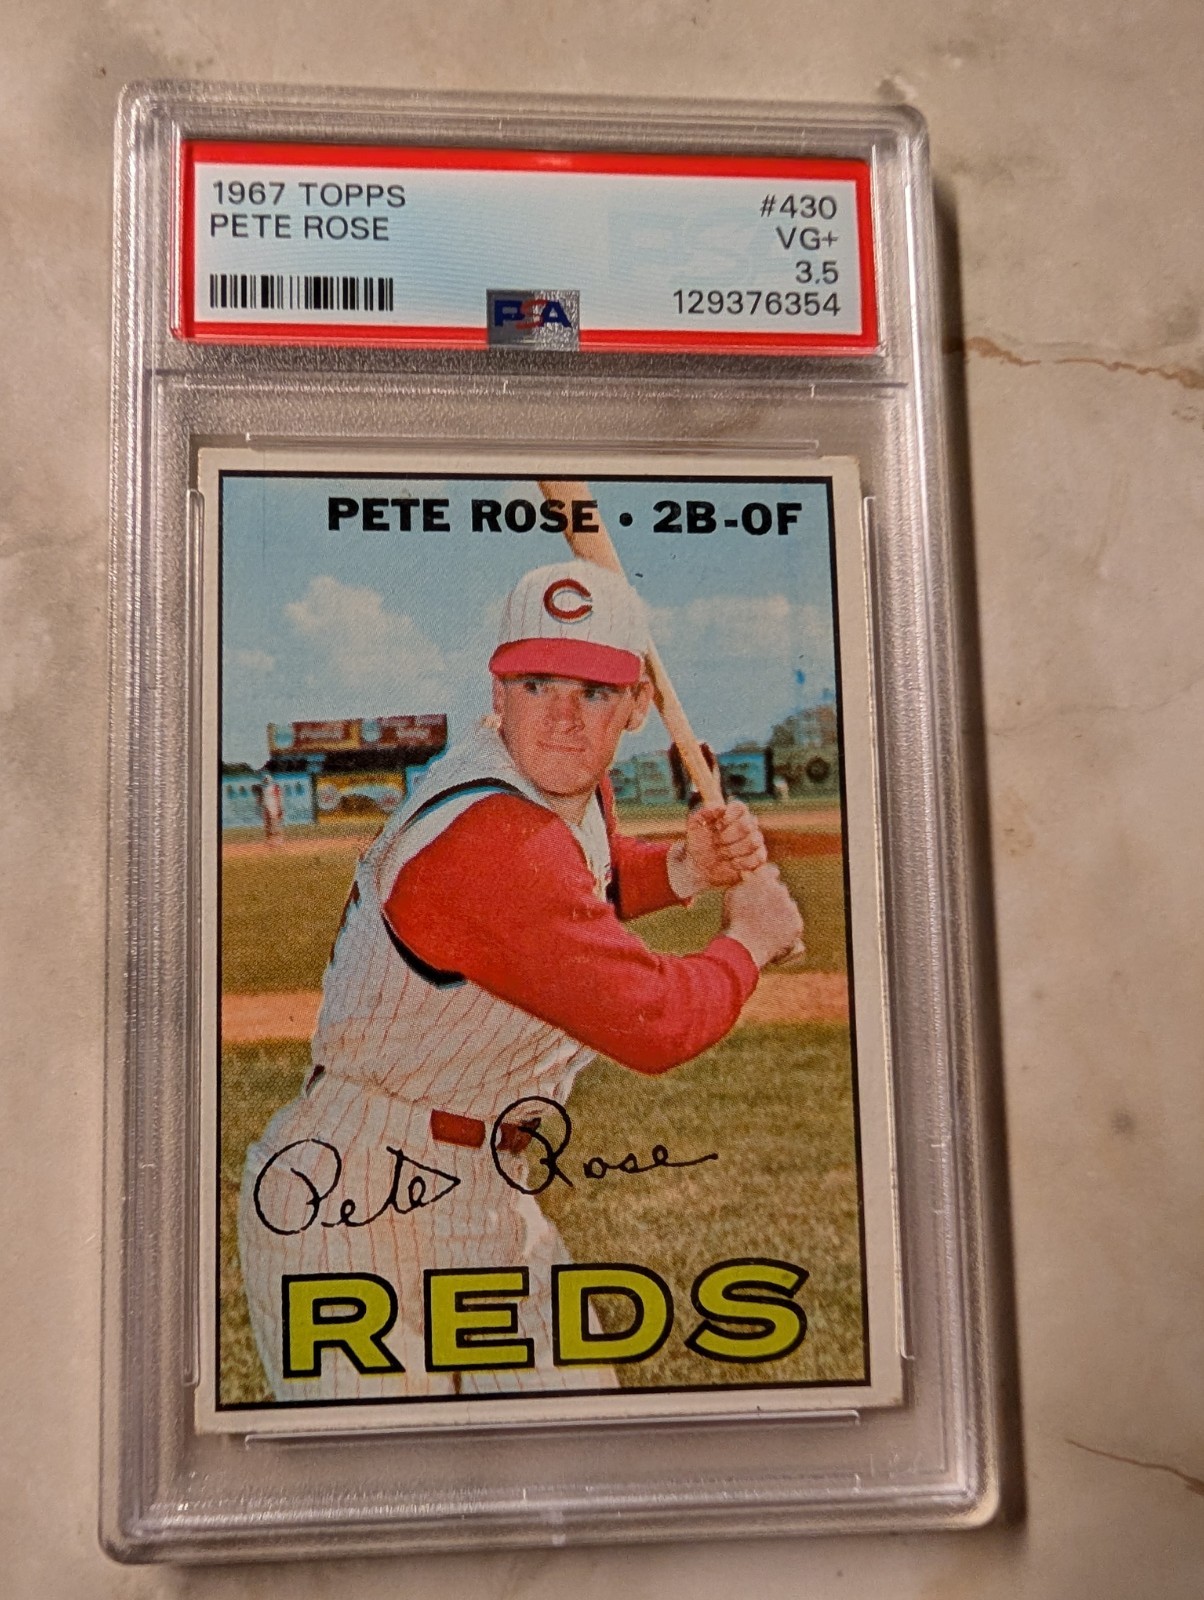 1967 TOPPS
PETE ROSE
#430
VG+
3.5
129376354
PSA
PETE ROSE • 2B-OF
C
Pete Rose
REDS